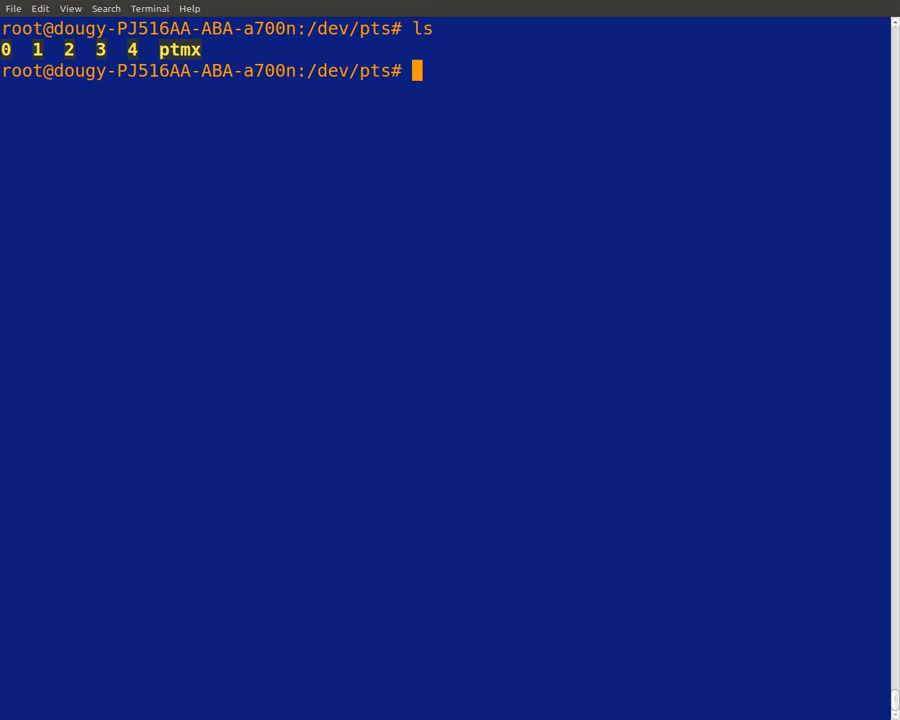 File Edit View Search Terminal Help
root@dougy-PJ516AA-ABA-a700n:/dev/pts# ls
0 1 2 3 4 ptmx
root@dougy-PJ516AA-ABA-a700n:/dev/pts#